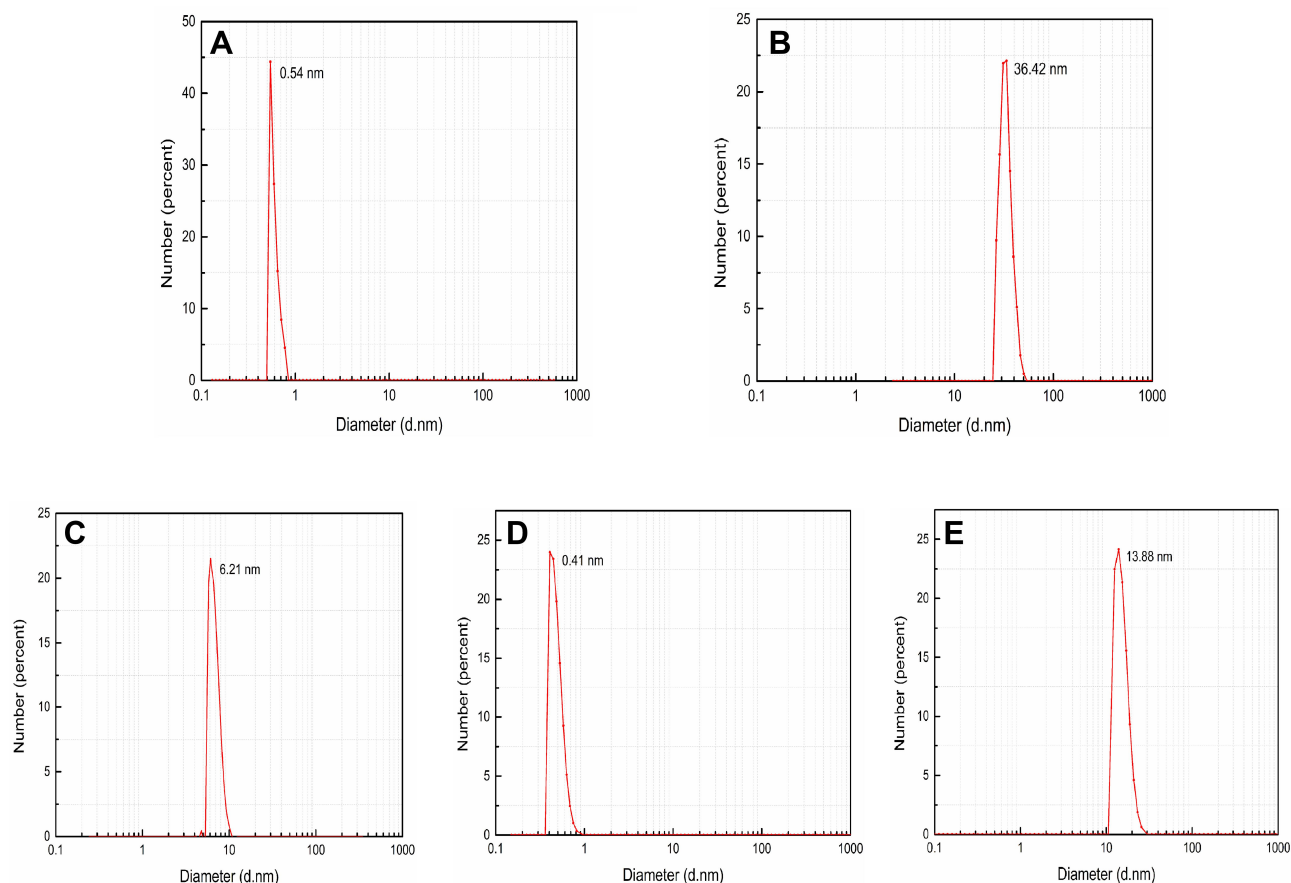 A
0.54 nm
50
40
30
20
10
0
Number (percent)
0.1 1 10 100 1000
Diameter (d.nm)
B
36.42 nm
25
20
15
10
5
0
Number (percent)
0.1 1 10 100 1000
Diameter (d.nm)
C
6.21 nm
25
20
15
10
5
0
Number (percent)
0.1 1 10 100 1000
Diameter (d.nm)
D
0.41 nm
25
20
15
10
5
0
Number (percent)
0.1 1 10 100 1000
Diameter (d.nm)
E
13.88 nm
25
20
15
10
5
0
Number (percent)
0.1 1 10 100 1000
Diameter (d.nm)